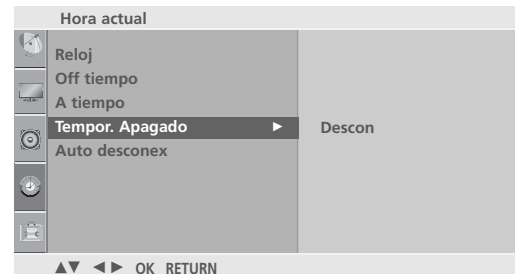 Hora actual
Reloj
Off tiempo
A tiempo
Tempor. Apagado ► Descon
Auto desconex
▲▼ ◄► OK RETURN